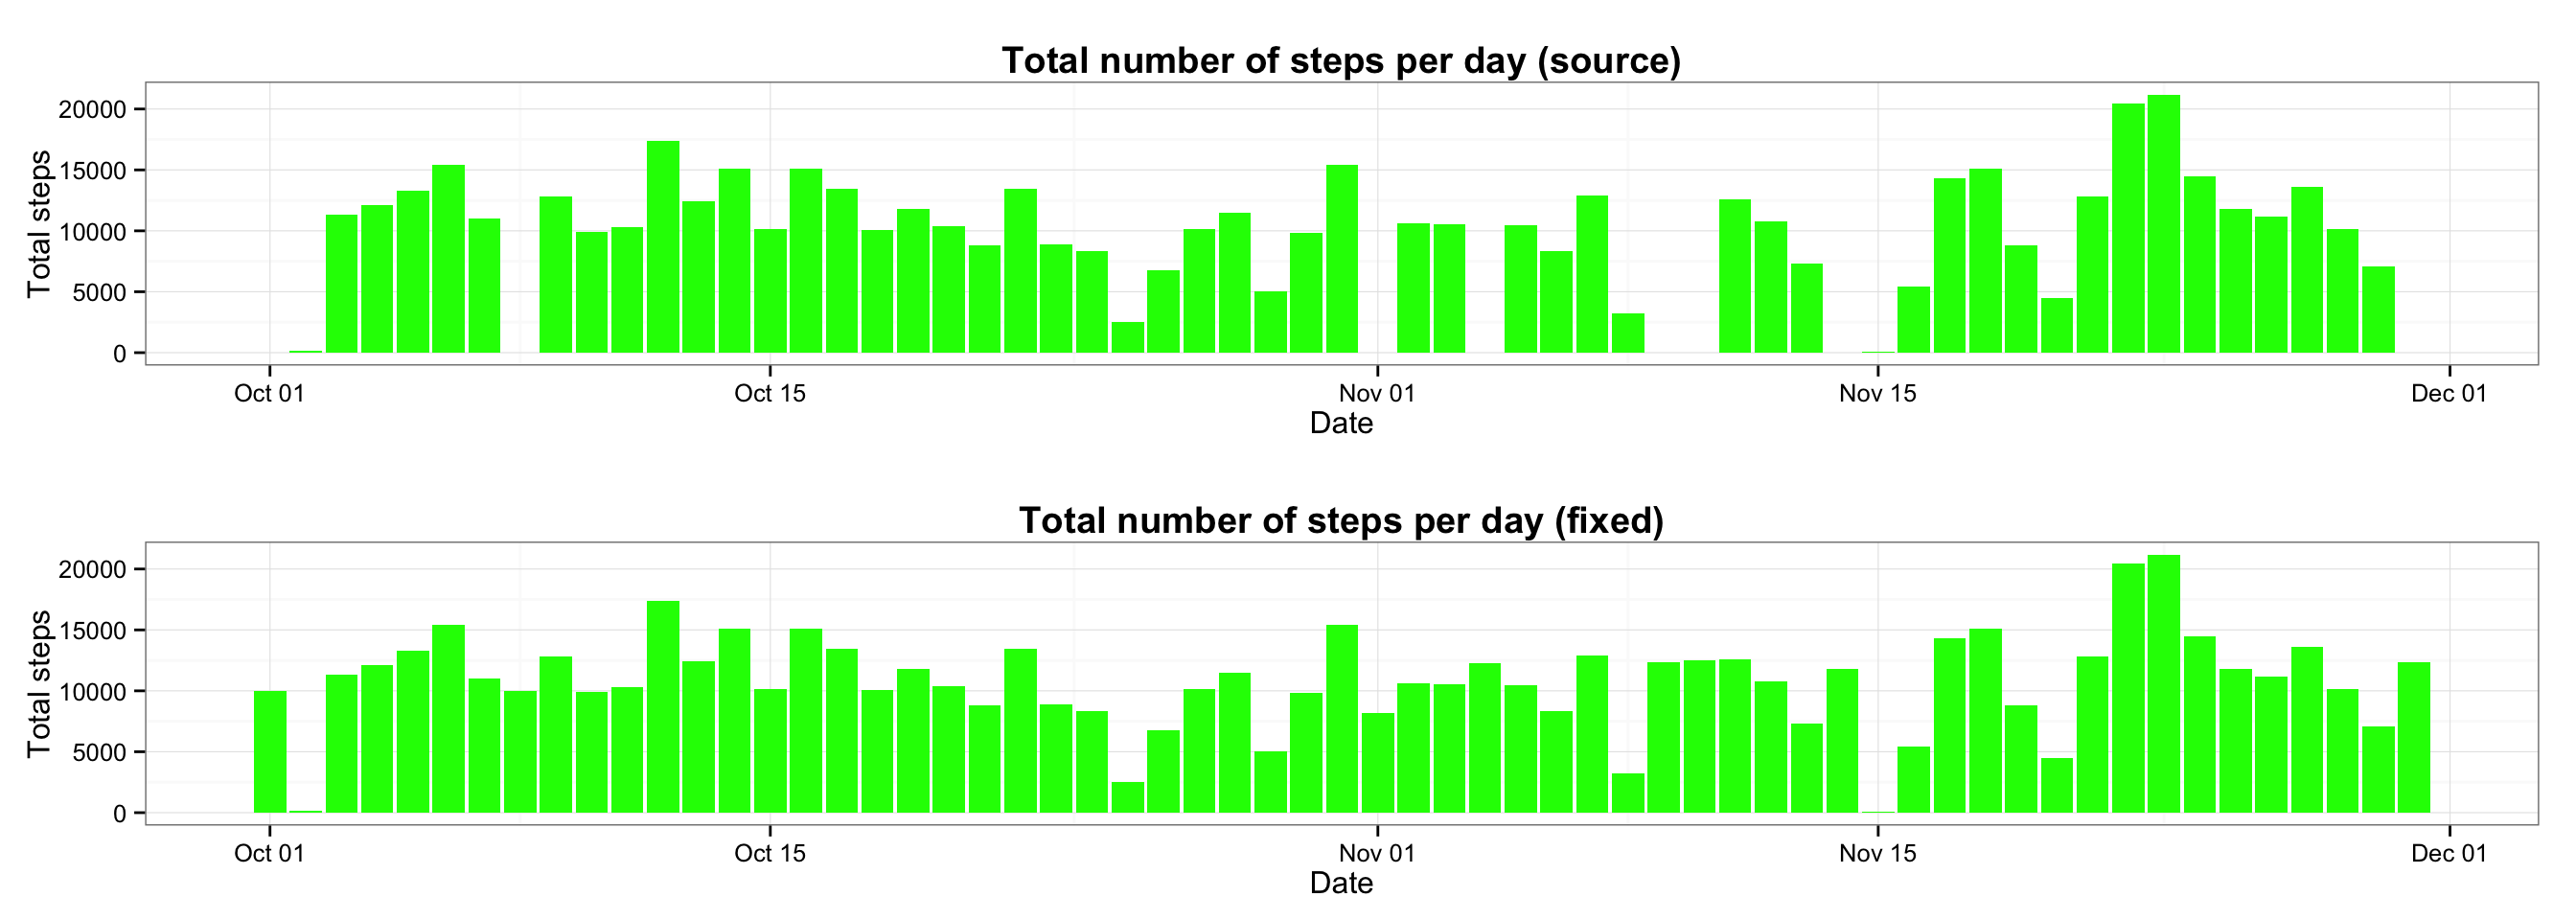 Total number of steps per day (source)
Total steps
20000
15000
10000
5000
0
Oct 01 Oct 15 Nov 01 Nov 15 Dec 01
Date
Total number of steps per day (fixed)
Total steps
20000
15000
10000
5000
0
Oct 01 Oct 15 Nov 01 Nov 15 Dec 01
Date